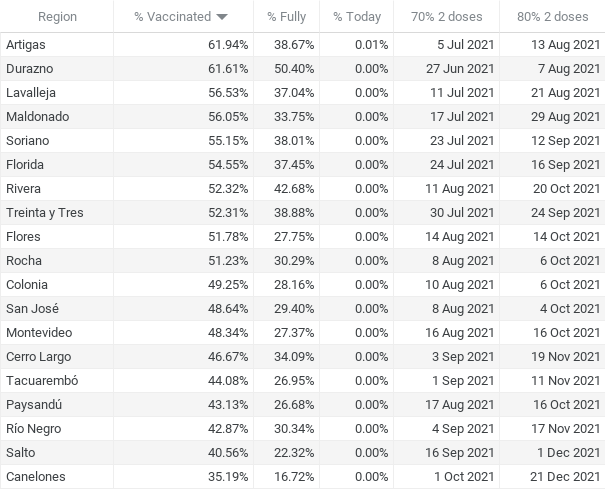 Region % Vaccinated % Fully % Today 70% 2 doses 80% 2 doses
Artigas 61.94% 38.67% 0.01% 5 Jul 2021 13 Aug 2021
Durazno 61.61% 50.40% 0.00% 27 Jun 2021 7 Aug 2021
Lavalleja 56.53% 37.04% 0.00% 11 Jul 2021 21 Aug 2021
Maldonado 56.05% 33.75% 0.00% 17 Jul 2021 29 Aug 2021
Soriano 55.15% 38.01% 0.00% 23 Jul 2021 12 Sep 2021
Florida 54.55% 37.45% 0.00% 24 Jul 2021 16 Sep 2021
Rivera 52.32% 42.68% 0.00% 11 Aug 2021 20 Oct 2021
Treinta y Tres 52.31% 38.88% 0.00% 30 Jul 2021 24 Sep 2021
Flores 51.78% 27.75% 0.00% 14 Aug 2021 14 Oct 2021
Rocha 51.23% 30.29% 0.00% 8 Aug 2021 6 Oct 2021
Colonia 49.25% 28.16% 0.00% 10 Aug 2021 6 Oct 2021
San José 48.64% 29.40% 0.00% 8 Aug 2021 4 Oct 2021
Montevideo 48.34% 27.37% 0.00% 16 Aug 2021 16 Oct 2021
Cerro Largo 46.67% 34.09% 0.00% 3 Sep 2021 19 Nov 2021
Tacuarembó 44.08% 26.95% 0.00% 1 Sep 2021 11 Nov 2021
Paysandú 43.13% 26.68% 0.00% 17 Aug 2021 16 Oct 2021
Río Negro 42.87% 30.34% 0.00% 4 Sep 2021 17 Nov 2021
Salto 40.56% 22.32% 0.00% 16 Sep 2021 1 Dec 2021
Canelones 35.19% 16.72% 0.00% 1 Oct 2021 21 Dec 2021